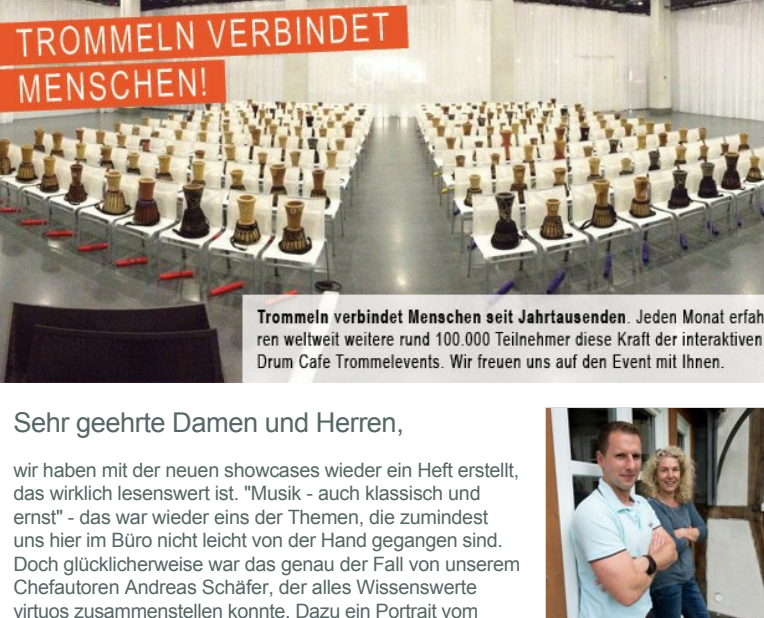 TROMMELN VERBINDET
MENSCHEN!
Trommeln verbindet Menschen seit Jahrtausenden. Jeden Monat erfah
ren weltweit weitere rund 100.000 Teilnehmer diese Kraft der interaktiven
Drum Cafe Trommelevents. Wir freuen uns auf den Event mit Ihnen.
Sehr geehrte Damen und Herren,
wir haben mit der neuen showcases wieder ein Heft erstellt,
das wirklich lesenswert ist. "Musik - auch klassisch und
ernst" - das war wieder eins der Themen, die zumindest
uns hier im Büro nicht leicht von der Hand gegangen sind.
Doch glücklicherweise war das genau der Fall von unserem
Chefautoren Andreas Schäfer, der alles Wissenswerte
virtuos zusammenstellen konnte. Dazu ein Portrait vom